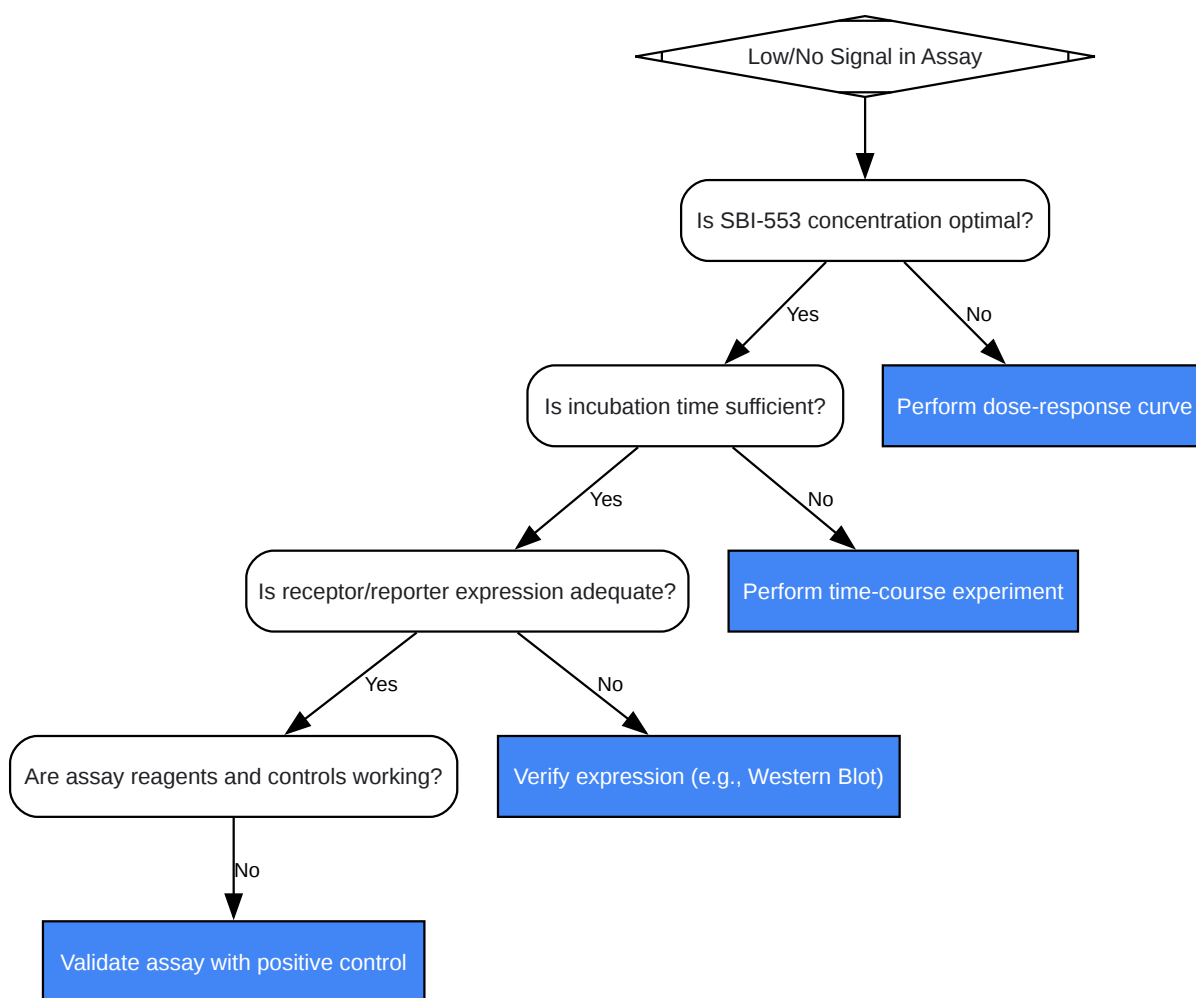 Low/No Signal in Assay
Is SBI-553 concentration optimal?
Yes
No
Is incubation time sufficient?
Perform dose-response curve
Yes
No
Is receptor/reporter expression adequate?
Perform time-course experiment
Yes
No
Are assay reagents and controls working?
Verify expression (e.g., Western Blot)
No
Validate assay with positive control